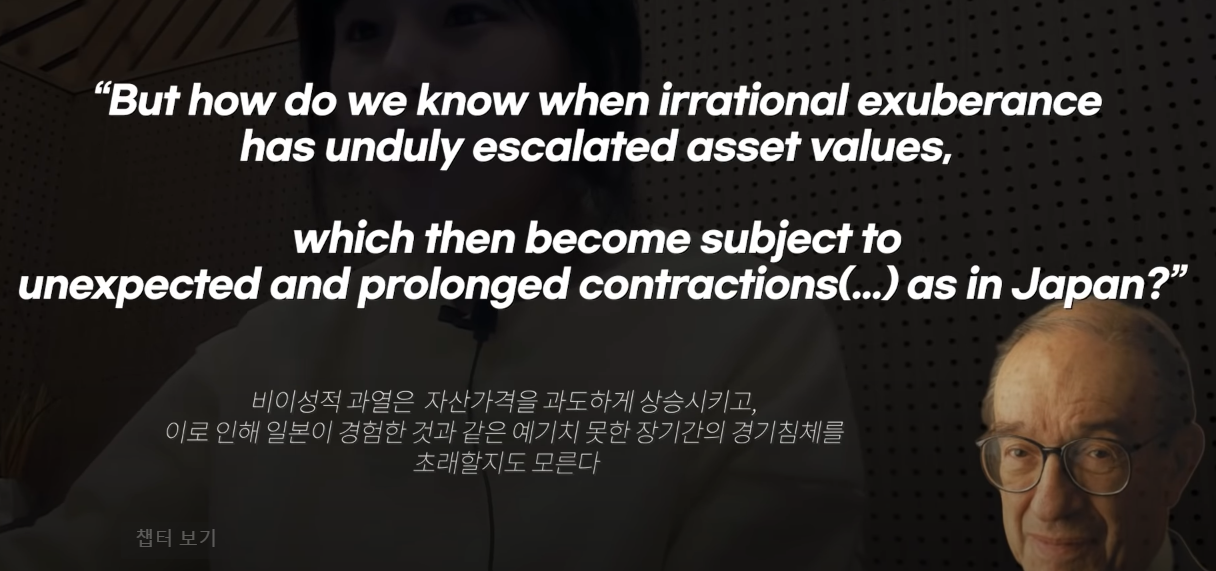 “But how do we know when irrational exuberance
has unduly escalated asset values,
which then become subject to
unexpected and prolonged contractions(...) as in Japan?”
비이성적 과열은 자산가격을 과도하게 상승시키고,
이로 인해 일본이 경험한 것과 같은 예기치 못한 장기간의 경기침체를
초래할지도 모른다
챕터 보기